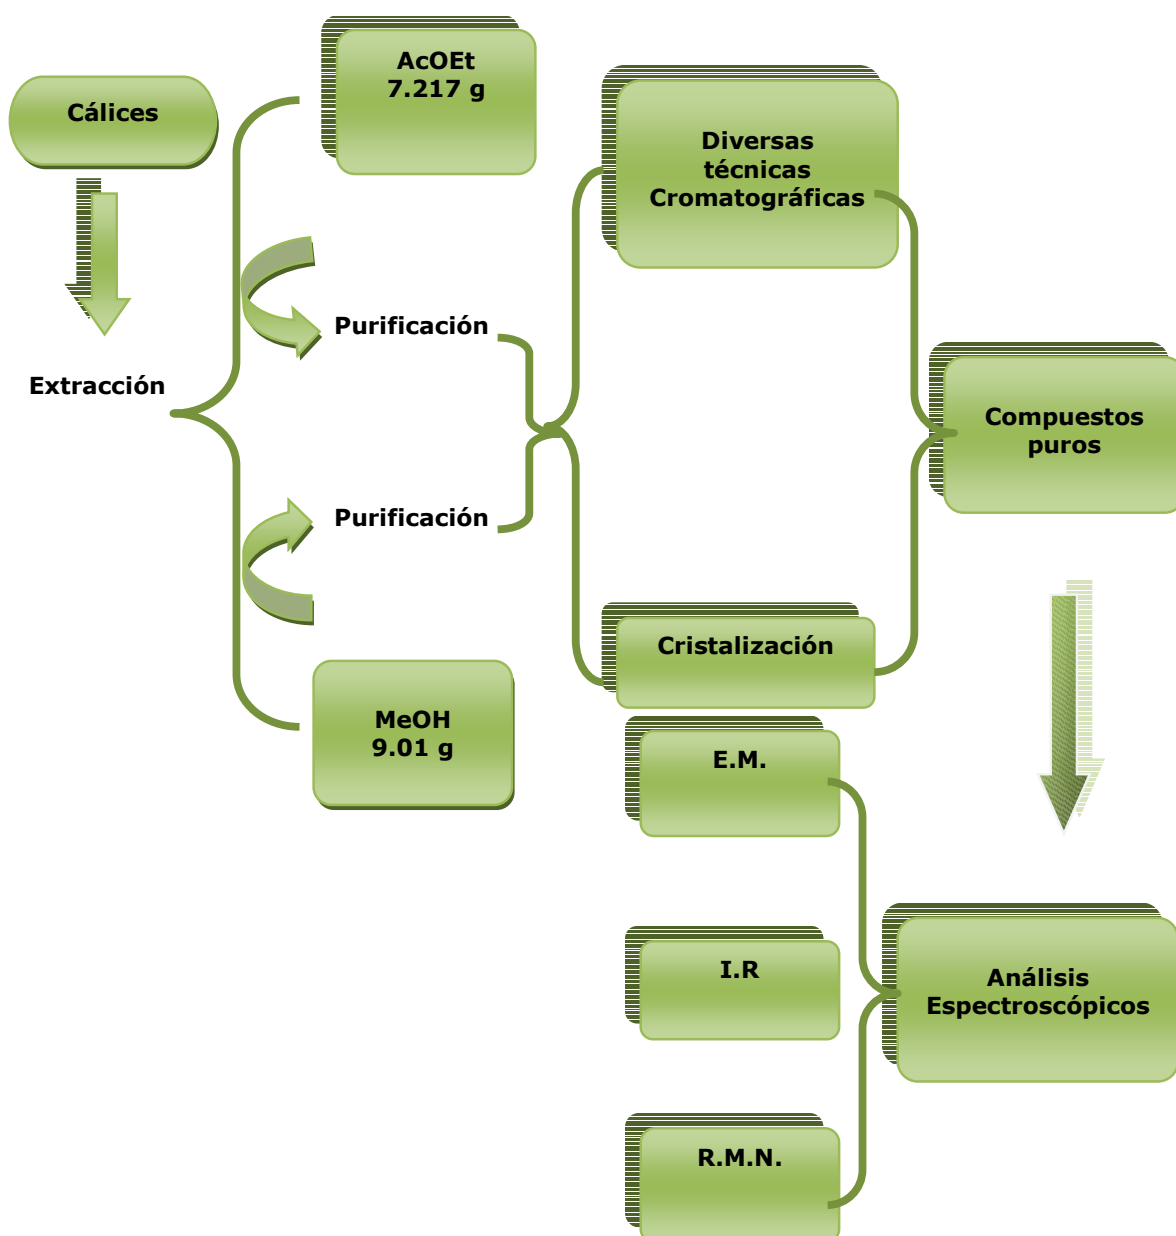 Cálices
Extracción
AcOEt
7.217 g
Purificación
Purificación
MeOH
9.01 g
Diversas
técnicas
Cromatográficas
Cristalización
Compuestos
puros
Análisis
Espectroscópicos
E.M.
I.R
R.M.N.